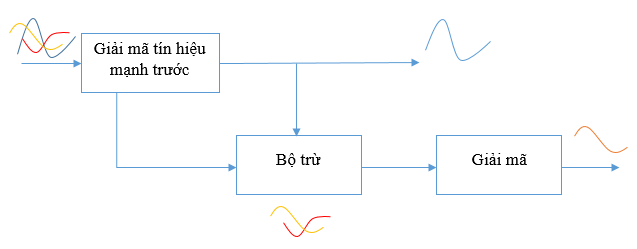 Giải mã tín hiệu
mạnh trước
Bộ trừ
Giải mã